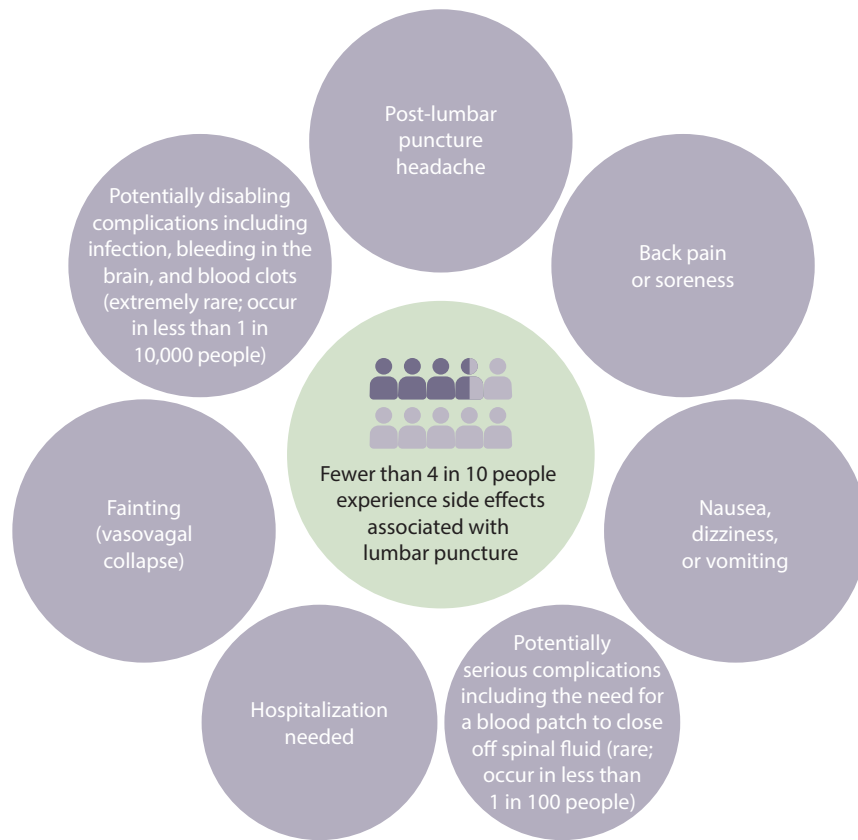 Post-lumbar
puncture
headache
Back pain
or soreness
Nausea,
dizziness,
or vomiting
Potentially
serious complications
including the need for
a blood patch to close
off spinal fluid (rare;
occur in less than
1 in 100 people)
Hospitalization
needed
Fainting
(vasovagal
collapse)
Potentially disabling
complications including
infection, bleeding in the
brain, and blood clots
(extremely rare; occur
in less than 1 in
10,000 people)
Fewer than 4 in 10 people
experience side effects
associated with
lumbar puncture